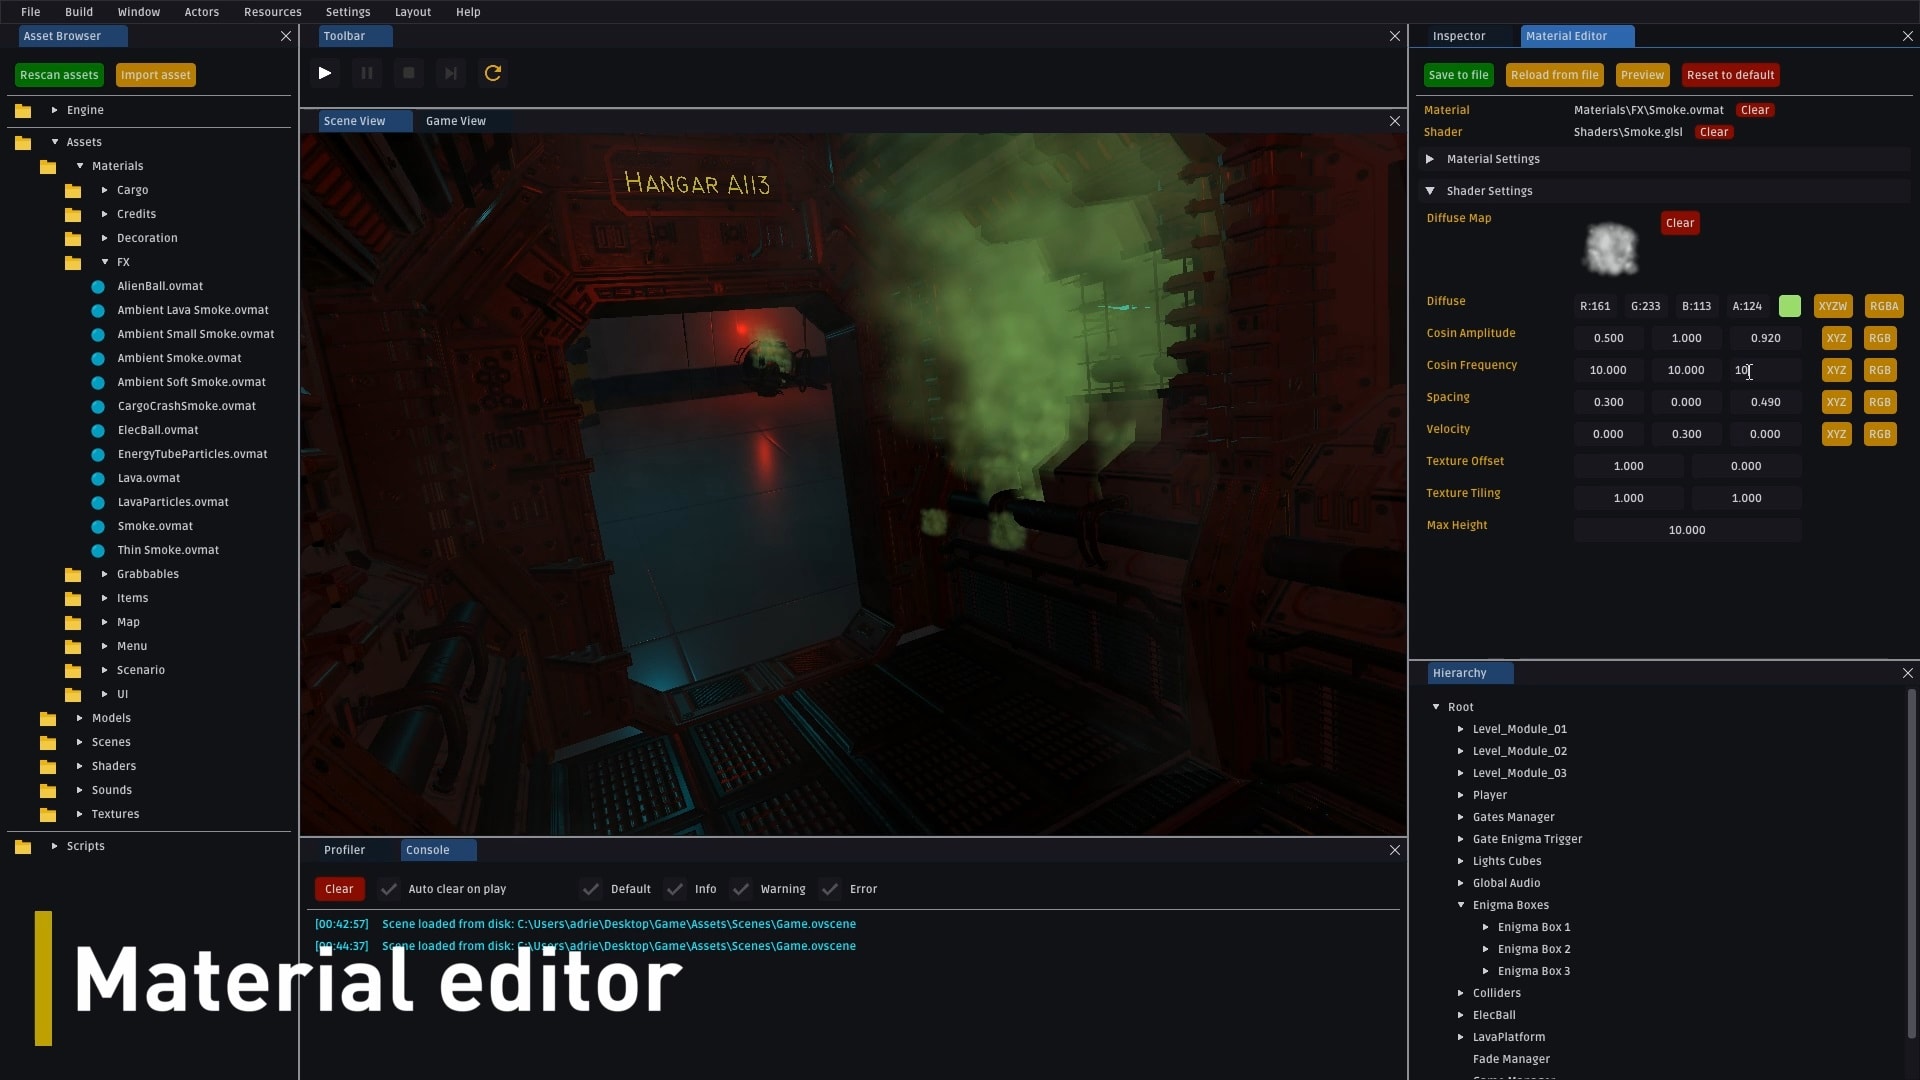 File Build Window Actors Resources Settings Layout Help
Asset Browser
Rescan assets Import asset
Engine
Assets
Materials
Cargo
Credits
Decoration
FX
AlienBall.ovmat
Ambient Lava Smoke.ovmat
Ambient Small Smoke.ovmat
Ambient Smoke.ovmat
Ambient Soft Smoke.ovmat
CargoCrashSmoke.ovmat
ElecBall.ovmat
EnergyTubeParticles.ovmat
Lava.ovmat
LavaParticles.ovmat
Smoke.ovmat
Thin Smoke.ovmat
Grabbables
Items
Map
Menu
Scenario
UI
Models
Scenes
Shaders
Sounds
Textures
Scripts
Toolbar
Scene View Game View
HANGAR A113
Profiler Console
Clear Auto clear on play Default Info Warning Error
[00:42:57] Scene loaded from disk: C:\Users\adrie\Desktop\Game\Assets\Scenes\Game.ovscene
[00:44:37] Scene loaded from disk: C:\Users\adrie\Desktop\Game\Assets\Scenes\Game.ovscene
Material editor
Inspector Material Editor
Save to file Reload from file Preview Reset to default
Material Materials\FX\Smoke.ovmat Clear
Shader Shaders\Smoke.glsl Clear
Material Settings
Shader Settings
Diffuse Map Clear
Diffuse R:161 G:233 B:113 A:124 XYZW RGBA
Cosin Amplitude 0.500 1.000 0.920 XYZ RGB
Cosin Frequency 10.000 10.000 10 XYZ RGB
Spacing 0.300 0.000 0.490 XYZ RGB
Velocity 0.000 0.300 0.000 XYZ RGB
Texture Offset 1.000 0.000
Texture Tiling 1.000 1.000
Max Height 10.000
Hierarchy
Root
Level_Module_01
Level_Module_02
Level_Module_03
Player
Gates Manager
Gate Enigma Trigger
Lights Cubes
Global Audio
Enigma Boxes
Enigma Box 1
Enigma Box 2
Enigma Box 3
Colliders
ElecBall
LavaPlatform
Fade Manager